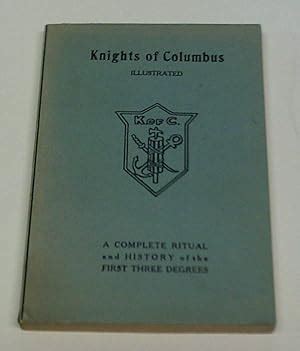 Knights of Columbus
ILLUSTRATED
K OF C.
A COMPLETE RITUAL
and HISTORY of the
FIRST THREE DEGREES